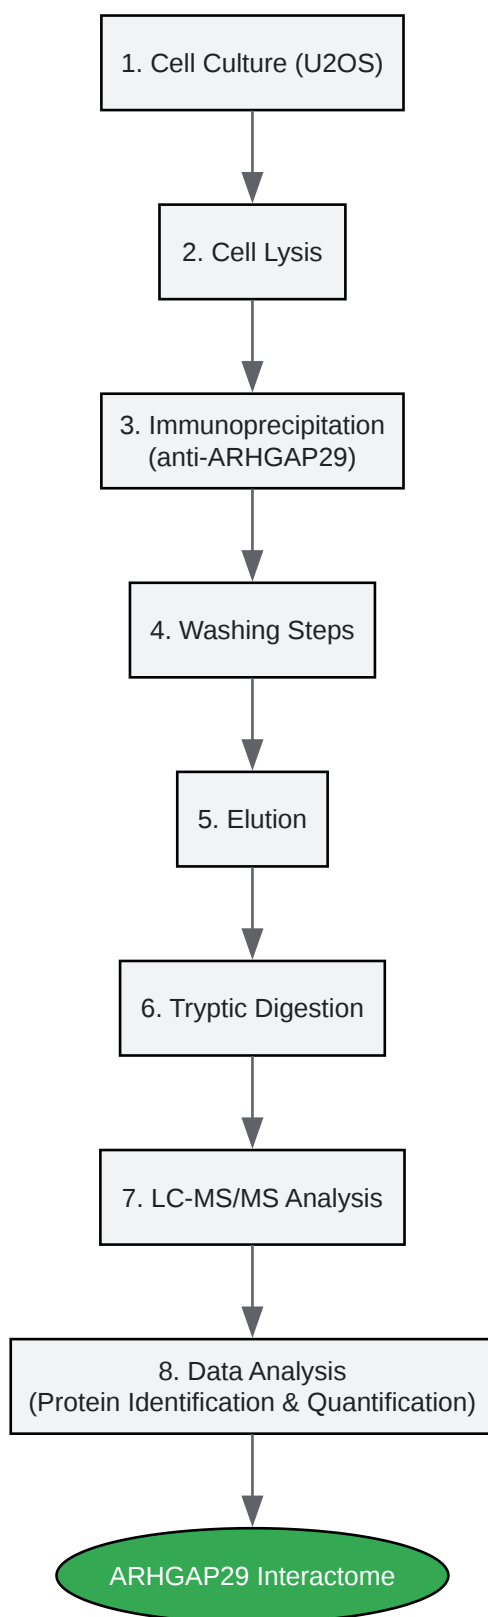 1. Cell Culture (U2OS)
2. Cell Lysis
3. Immunoprecipitation
(anti-ARHGAP29)
4. Washing Steps
5. Elution
6. Tryptic Digestion
7. LC-MS/MS Analysis
8. Data Analysis
(Protein Identification & Quantification)
ARHGAP29 Interactome